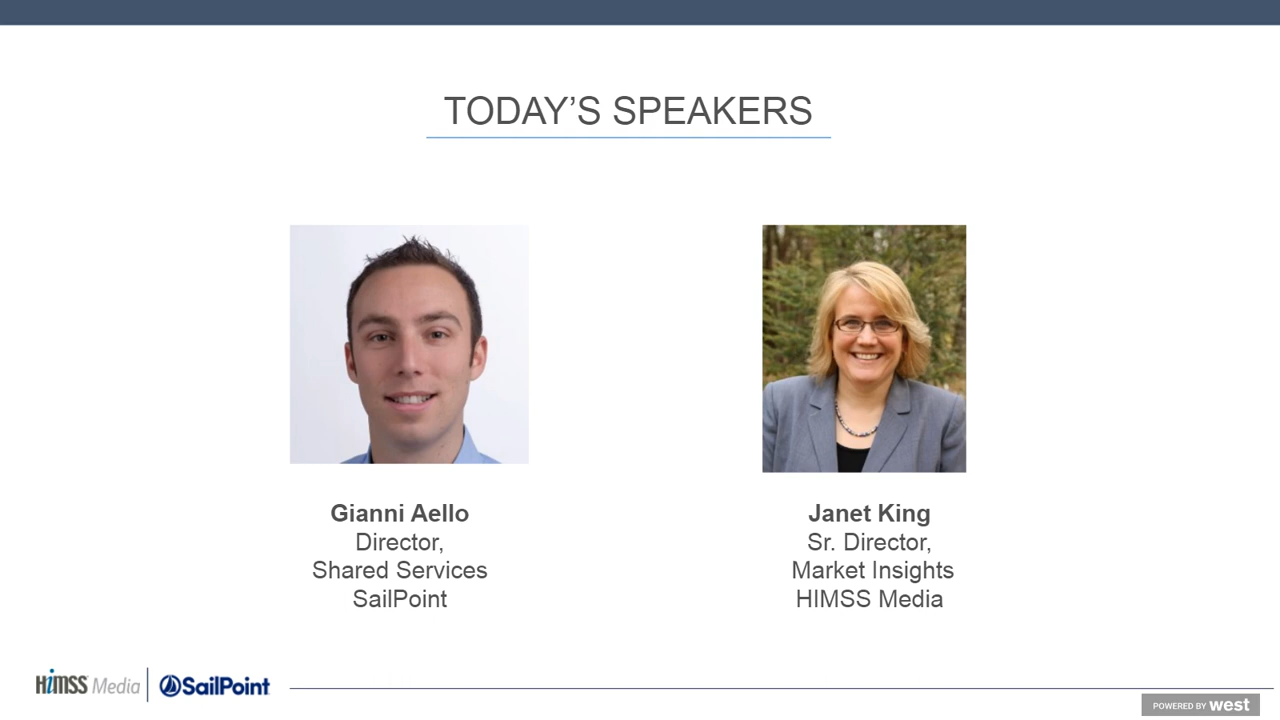 TODAY'S SPEAKERS
Gianni Aello
Director,
Shared Services
SailPoint
Janet King
Sr. Director,
Market Insights
HIMSS Media
HiMSS Media
SailPoint
POWERED BY west